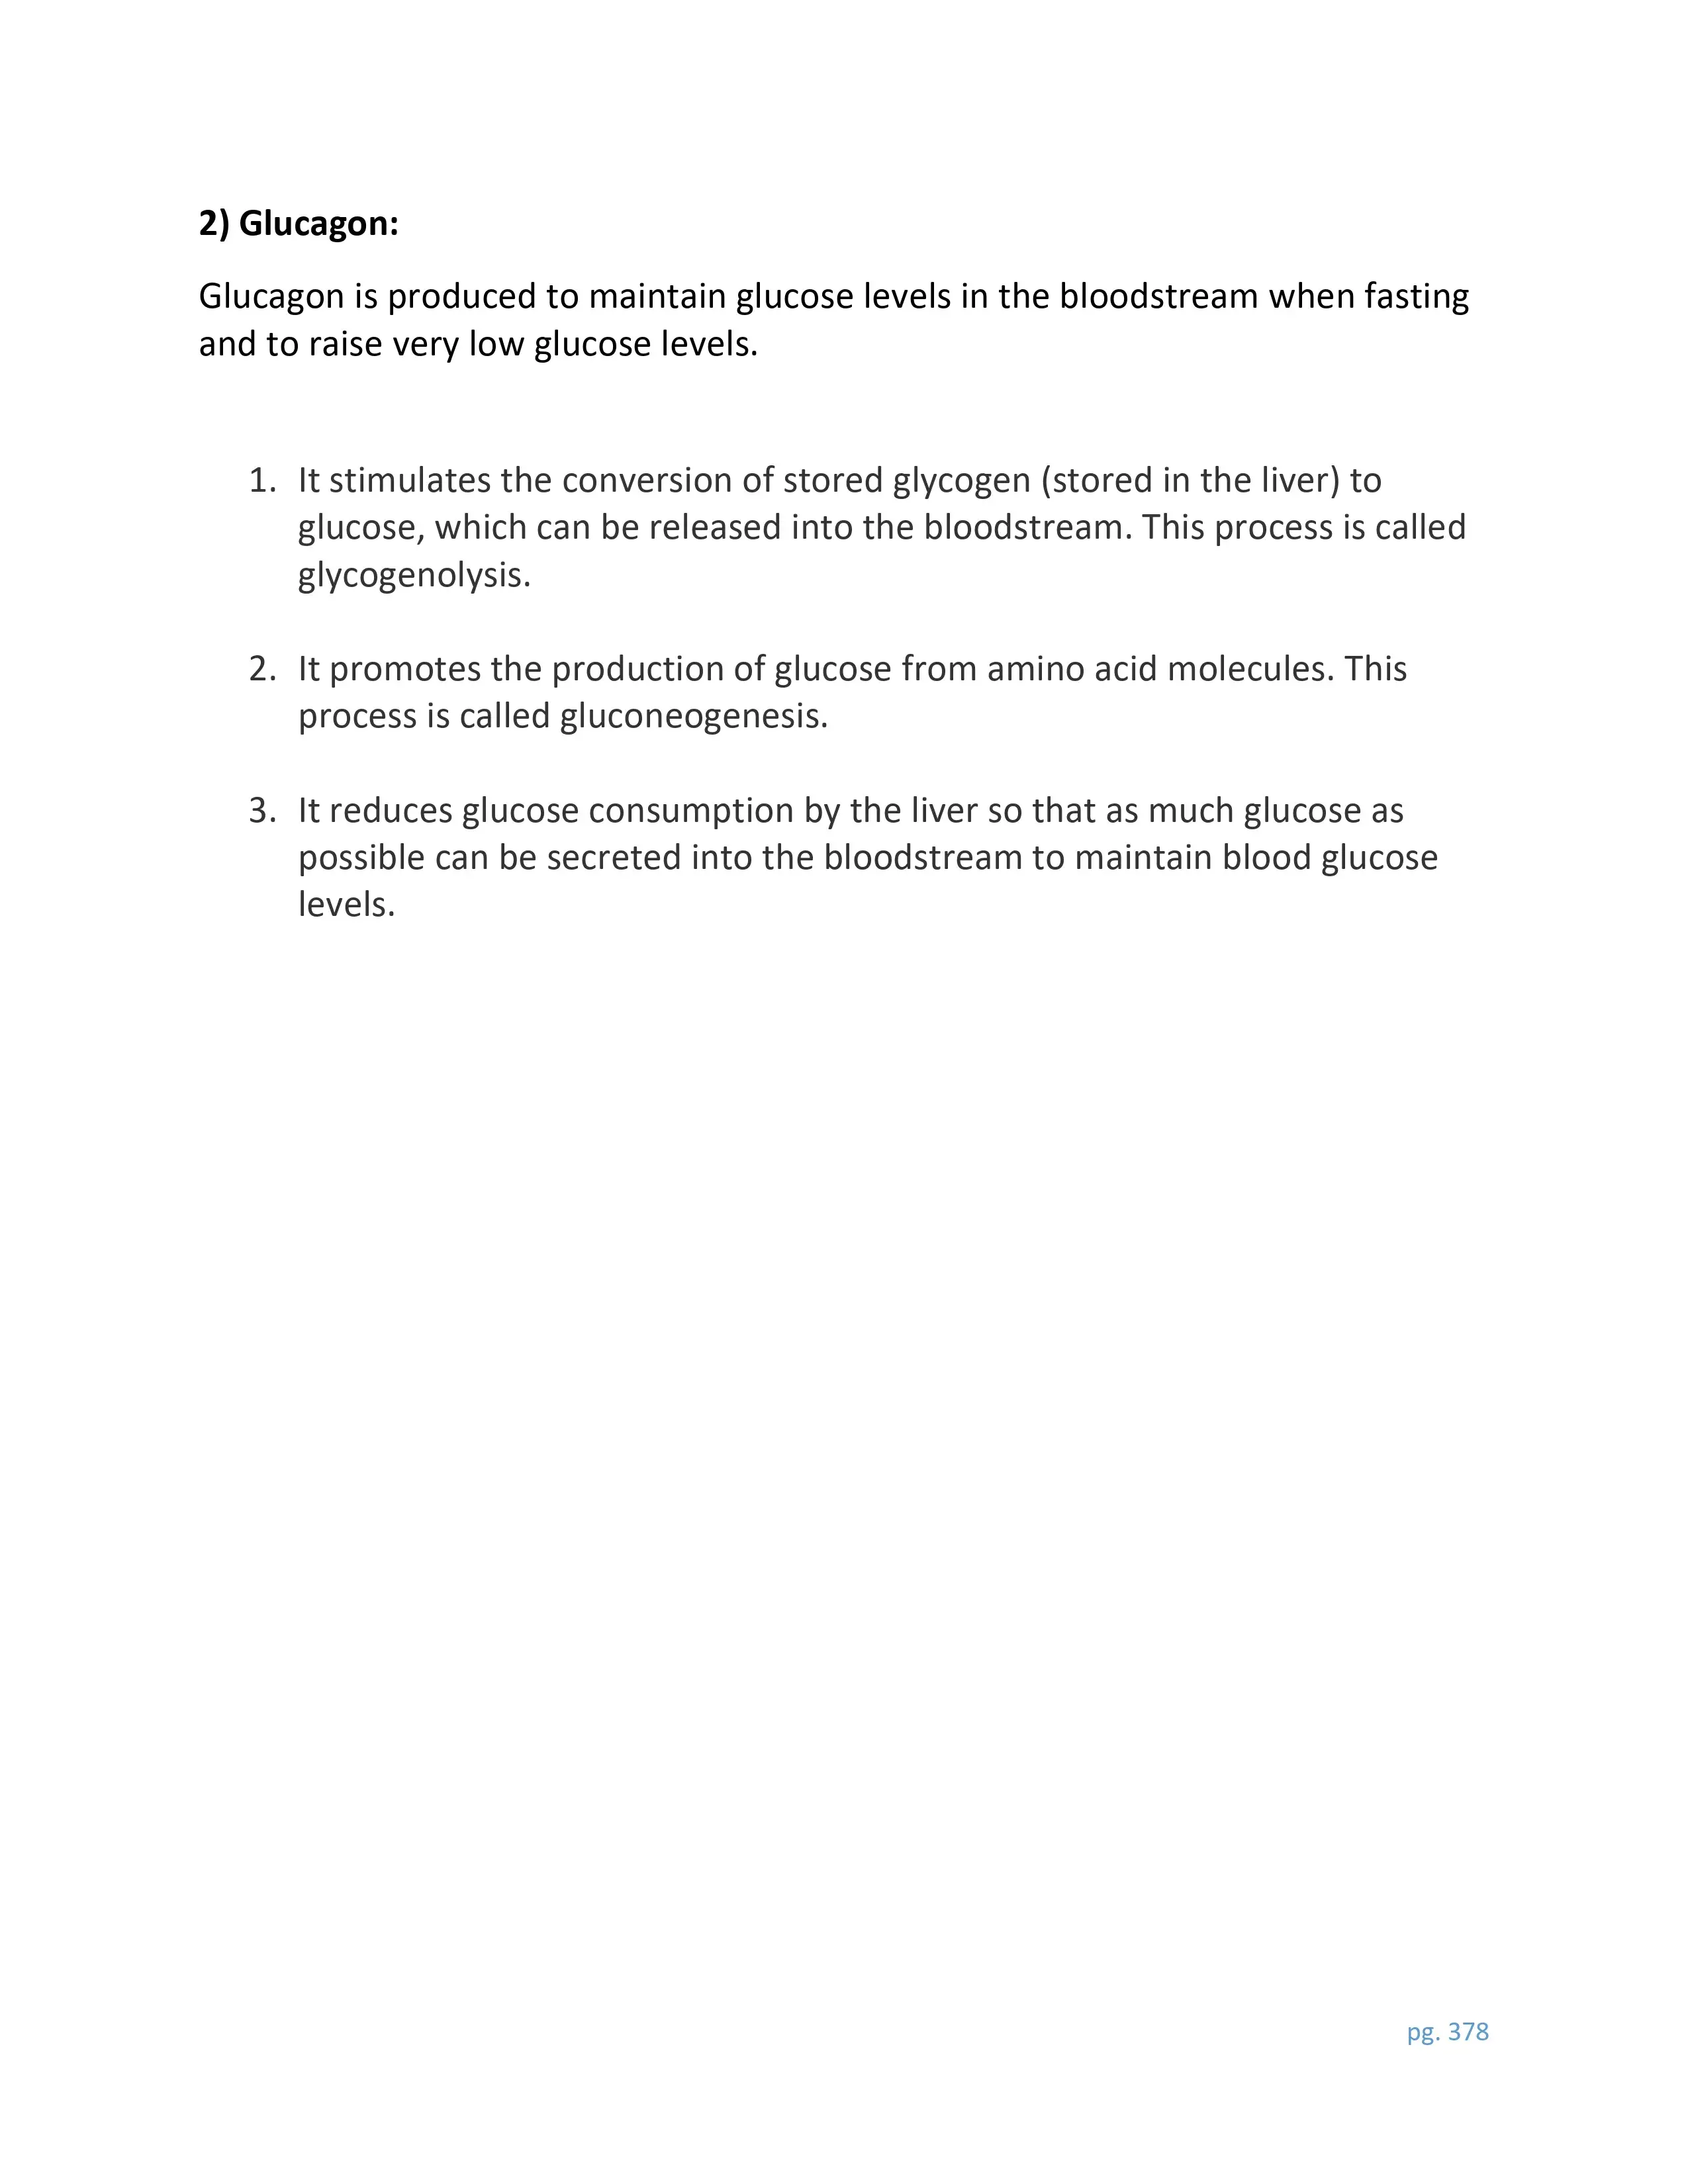 2) Glucagon:
Glucagon is produced to maintain glucose levels in the bloodstream when fasting
and to raise very low glucose levels.
1. It stimulates the conversion of stored glycogen (stored in the liver) to
glucose, which can be released into the bloodstream. This process is called
glycogenolysis.
2. It promotes the production of glucose from amino acid molecules. This
process is called gluconeogenesis.
3. It reduces glucose consumption by the liver so that as much glucose as
possible can be secreted into the bloodstream to maintain blood glucose
levels.
pg. 378